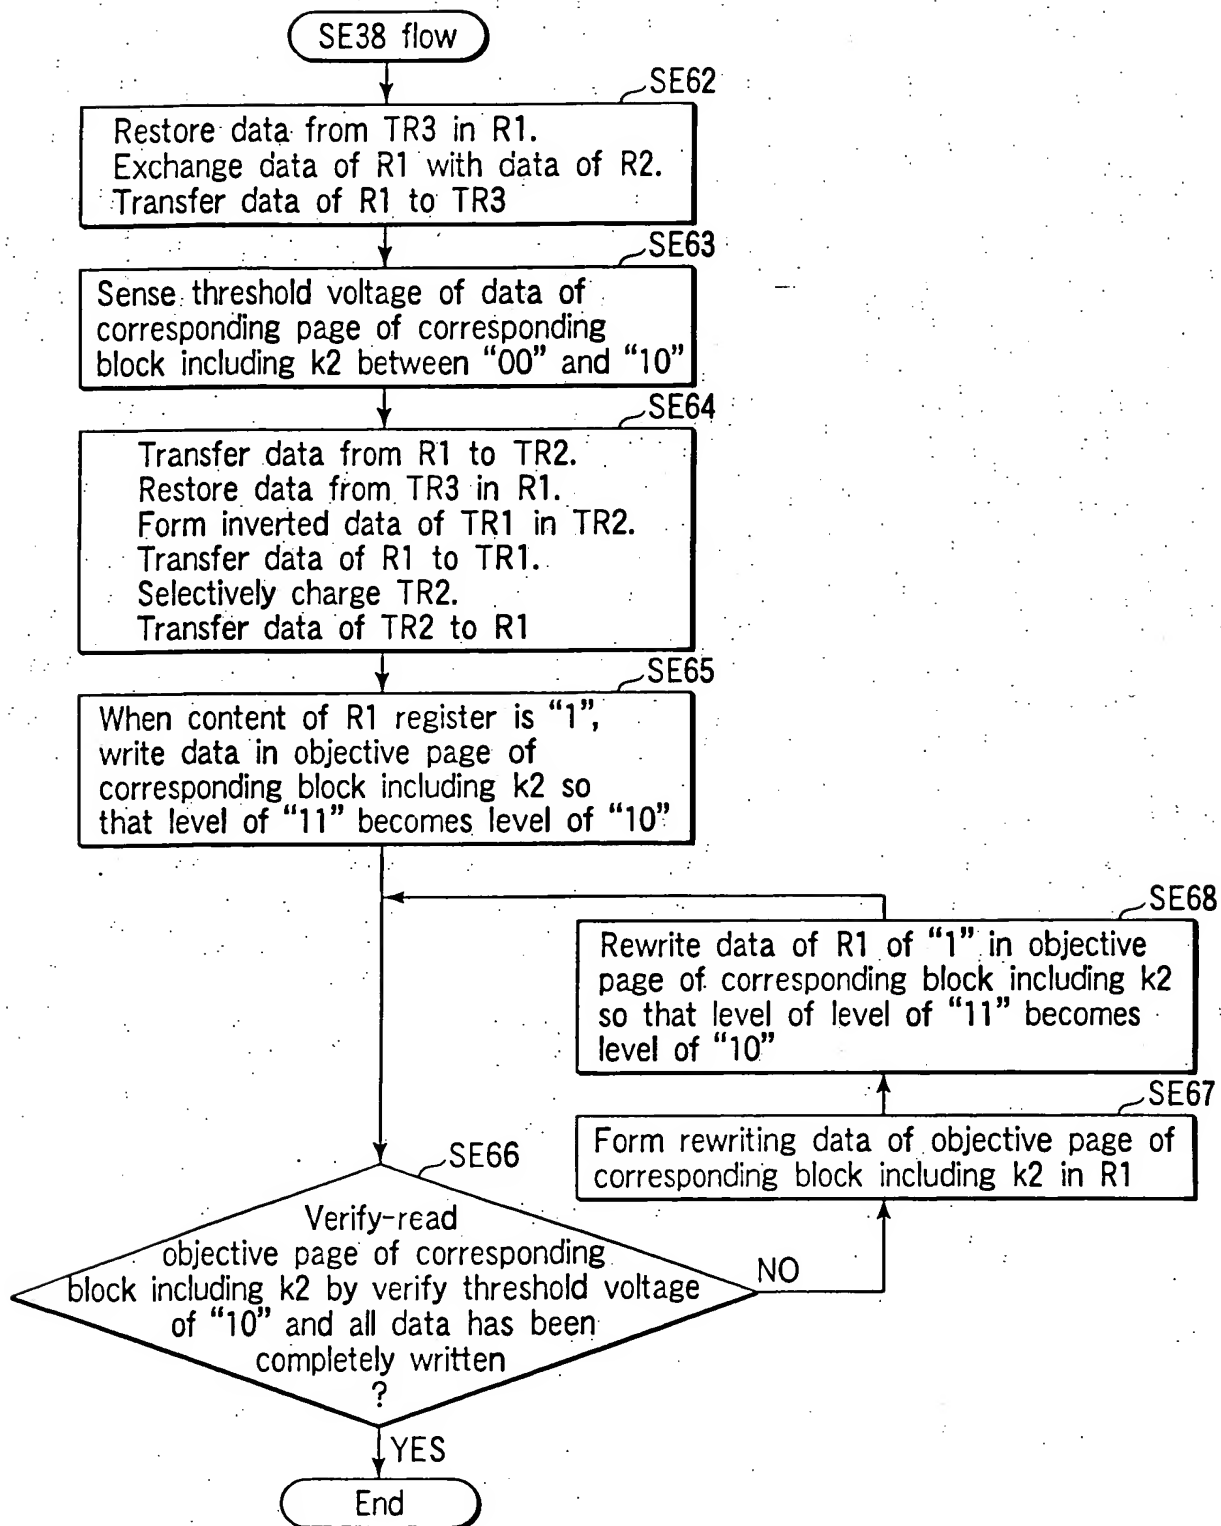 SE38 flow
SE62
Restore data from TR3 in R1.
Exchange data of R1 with data of R2.
Transfer data of R1 to TR3
SE63
Sense threshold voltage of data of
corresponding page of corresponding
block including k2 between “00” and “10”
SE64
Transfer data from R1 to TR2.
Restore data from TR3 in R1.
Form inverted data of TR1 in TR2.
Transfer data of R1 to TR1.
Selectively charge TR2.
Transfer data of TR2 to R1
SE65
When content of R1 register is “1”,
write data in objective page of
corresponding block including k2 so
that level of “11” becomes level of “10”
SE68
Rewrite data of R1 of “1” in objective
page of corresponding block including k2
so that level of level of “11” becomes
level of “10”
SE67
Form rewriting data of objective page of
corresponding block including k2 in R1
SE66
Verify-read
objective page of corresponding
block including k2 by verify threshold voltage
of “10” and all data has been
completely written
?
NO
YES
End